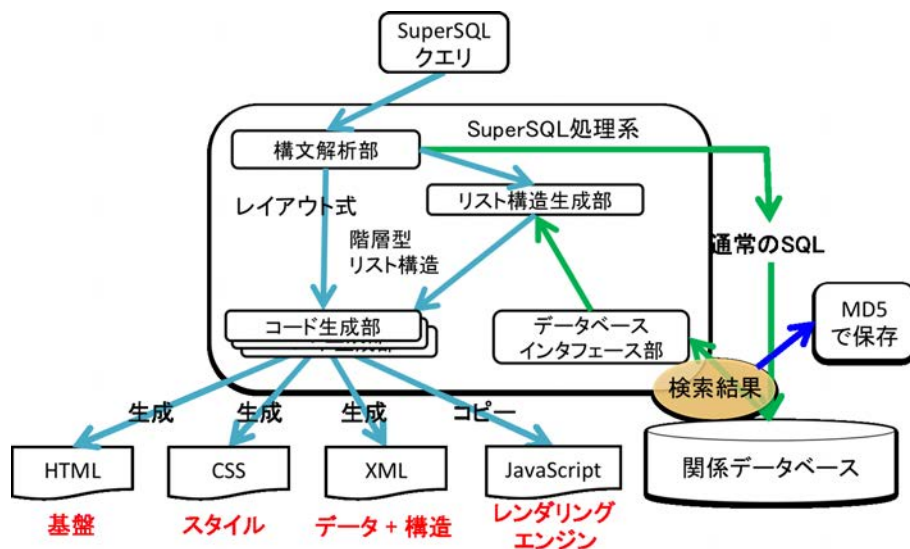 SuperSQL
クエリ
SuperSQL処理系
構文解析部
レイアウト式
リスト構造生成部
階層型
リスト構造
通常のSQL
コード生成部
データベース
インタフェース部
MD5
で保存
検索結果
生成
生成
生成
コピー
HTML
CSS
XML
JavaScript
関係データベース
基盤
スタイル
データ + 構造
レンダリング
エンジン